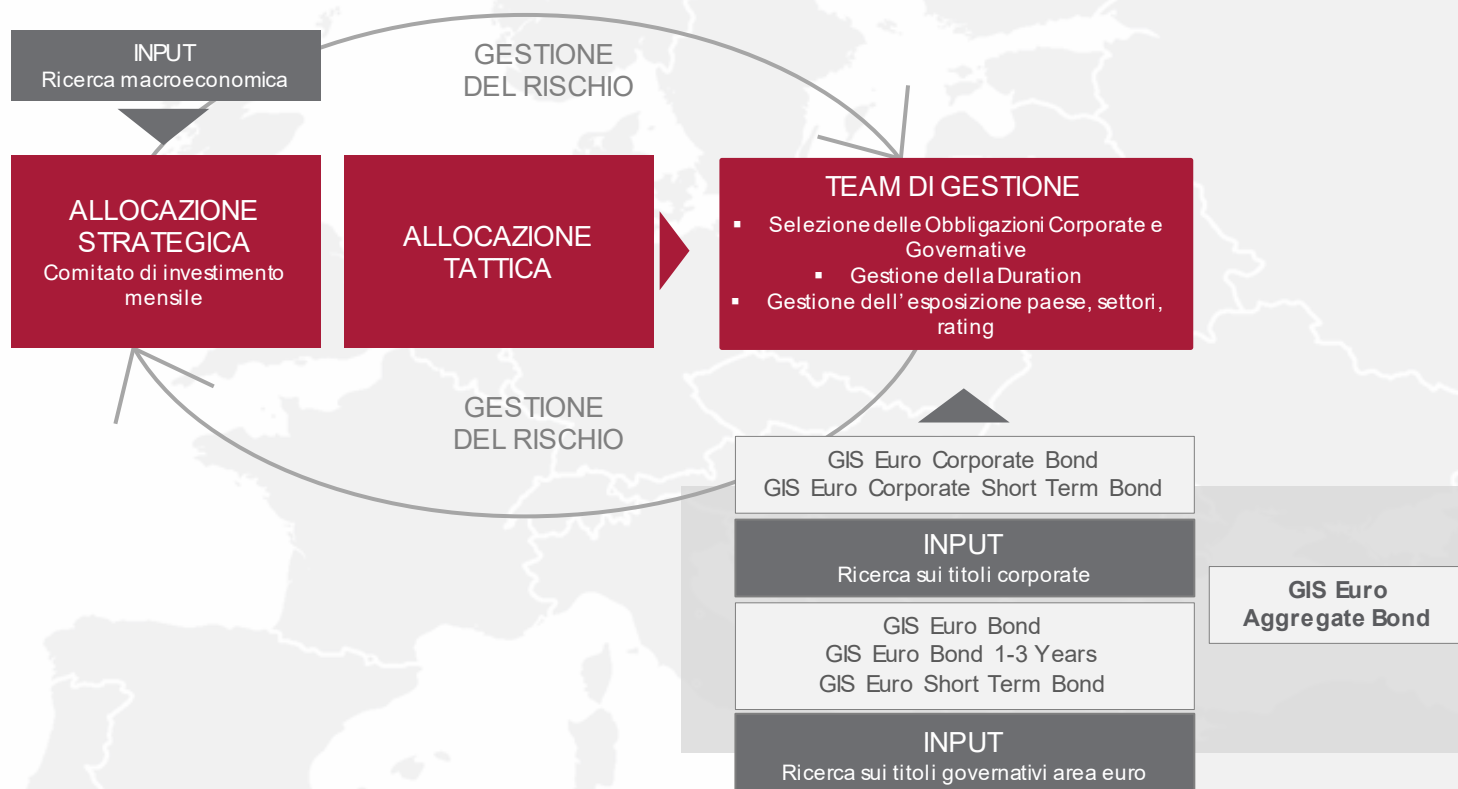 INPUT
Ricerca macroeconomica
GESTIONE
DEL RISCHIO
ALLOCAZIONE
STRATEGICA
Comitato di investimento
mensile
ALLOCAZIONE
TATTICA
TEAM DI GESTIONE
▪ Selezione delle Obbligazioni Corporate e
Governative
▪ Gestione della Duration
▪ Gestione dell'esposizione paese, settori,
rating
GESTIONE
DEL RISCHIO
GIS Euro Corporate Bond
GIS Euro Corporate Short Term Bond
INPUT
Ricerca sui titoli corporate
GIS Euro Bond
GIS Euro Bond 1-3 Years
GIS Euro Short Term Bond
INPUT
Ricerca sui titoli governativi area euro
GIS Euro
Aggregate Bond